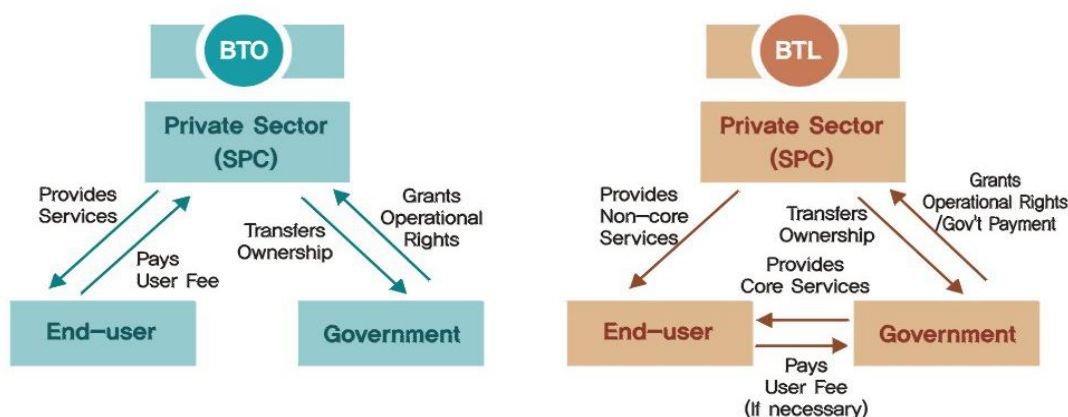 BTO
Private Sector
(SPC)
Provides
Services
Pays
User Fee
Transfers
Ownership
Grants
Operational
Rights
End-user
Government
BTL
Private Sector
(SPC)
Provides
Non-core
Services
Transfers
Ownership
Grants
Operational Rights
/Gov't Payment
Provides
Core Services
End-user
Government
Pays
User Fee
(If necessary)